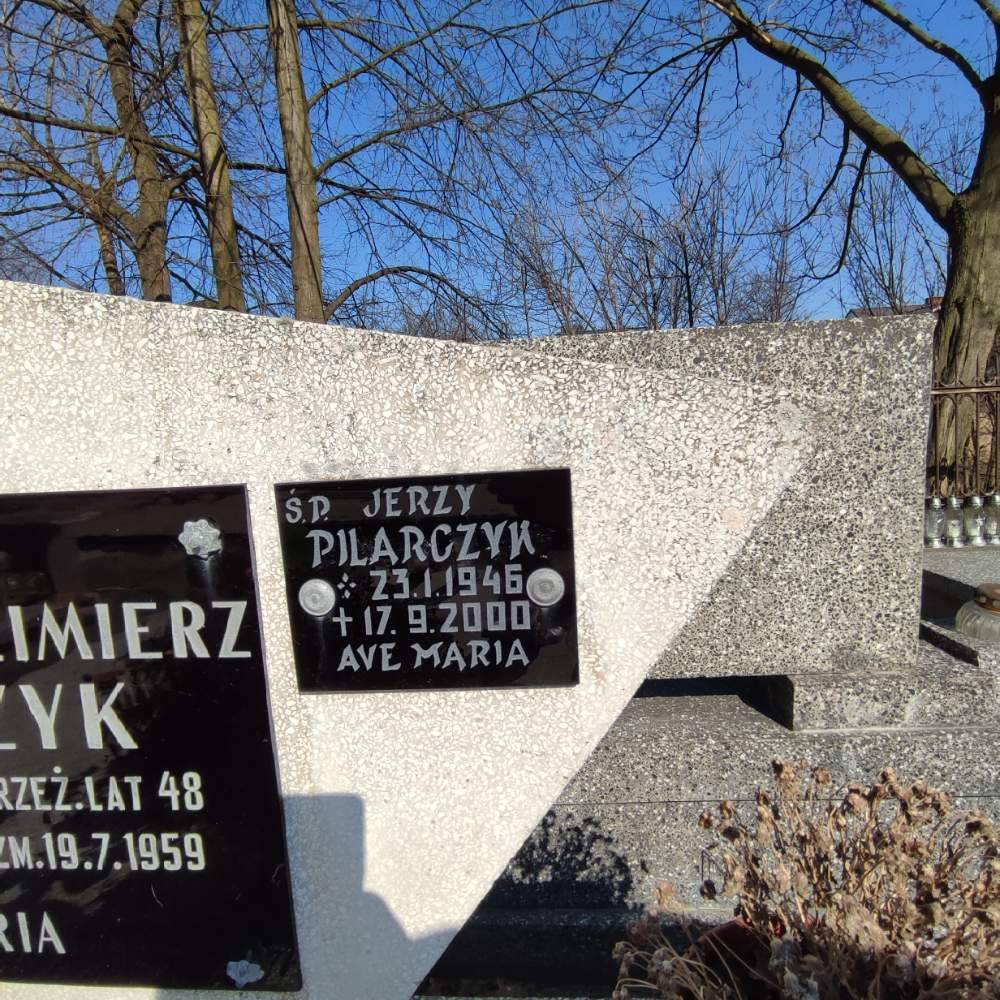 ZIMIERZ
ZYK
RZEŻ. LAT 48
ZM. 19.7.1959
RIA
Ś.P. JERZY
PILARCZYK
23.1.1946
✝ 17.9.2000
AVE MARIA